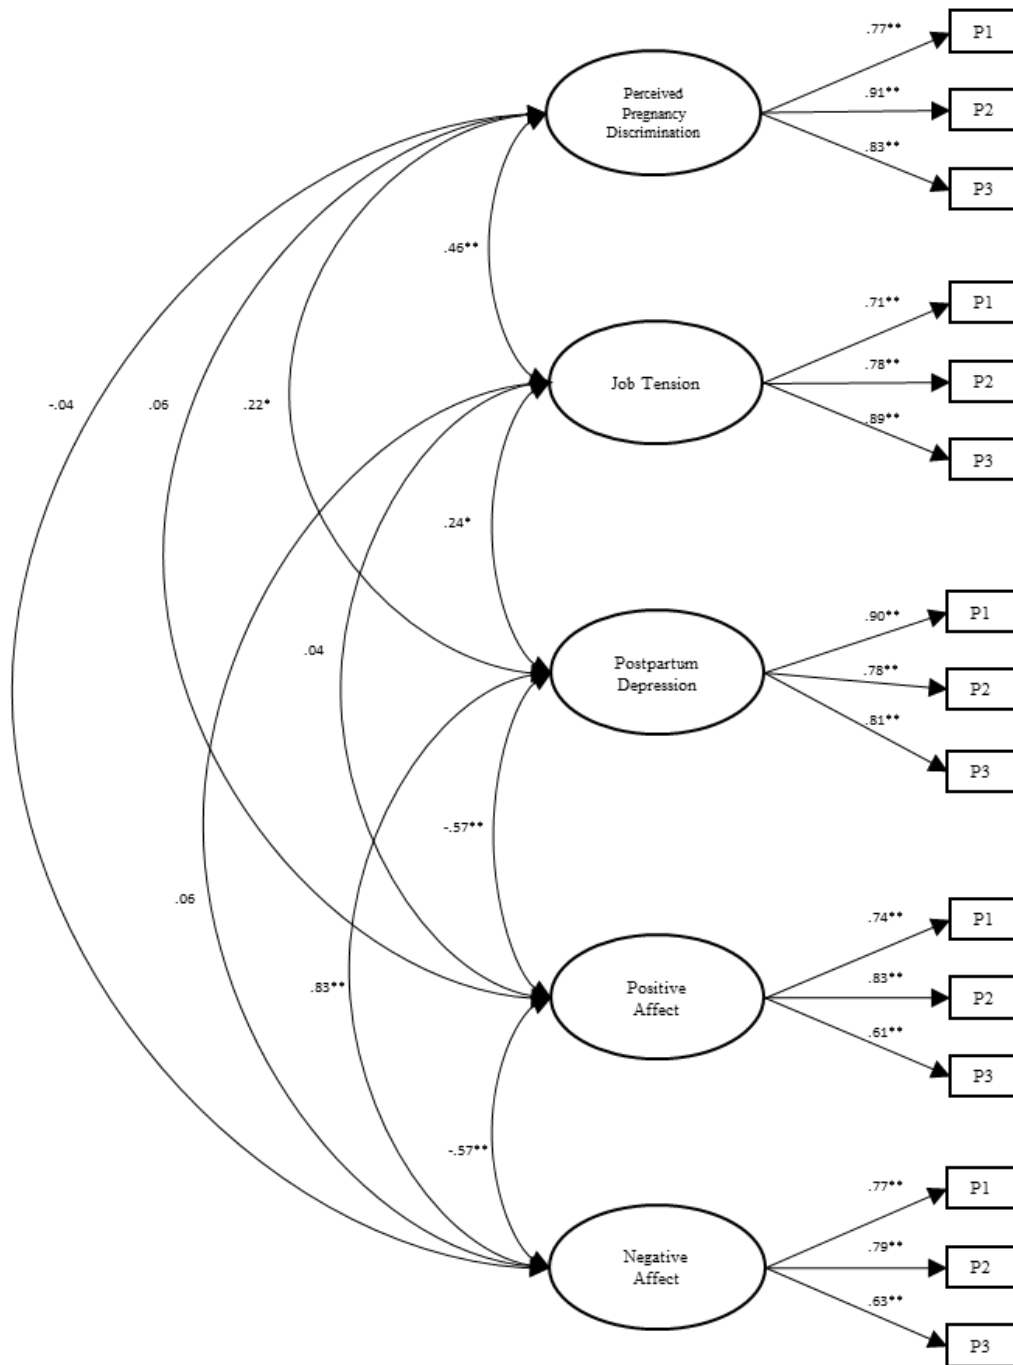 .77**
P1
Perceived
Pregnancy
Discrimination
.91**
P2
.83**
P3
.46**
.71**
P1
Job Tension
.78**
P2
.89**
P3
-.04
.06
.22*
.24*
.90**
P1
Postpartum
Depression
.78**
P2
.81**
P3
.04
-.57**
.06
.74**
P1
Positive
Affect
.83**
P2
.61**
P3
.83**
-.57**
.77**
P1
Negative
Affect
.79**
P2
.63**
P3